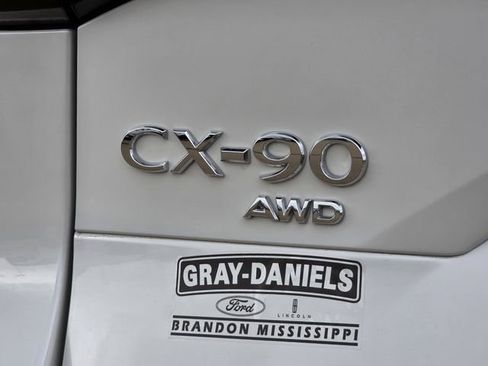 CX-90
AWD
GRAY-DANIELS
Ford LINCOLN
BRANDON MISSISSIPPI